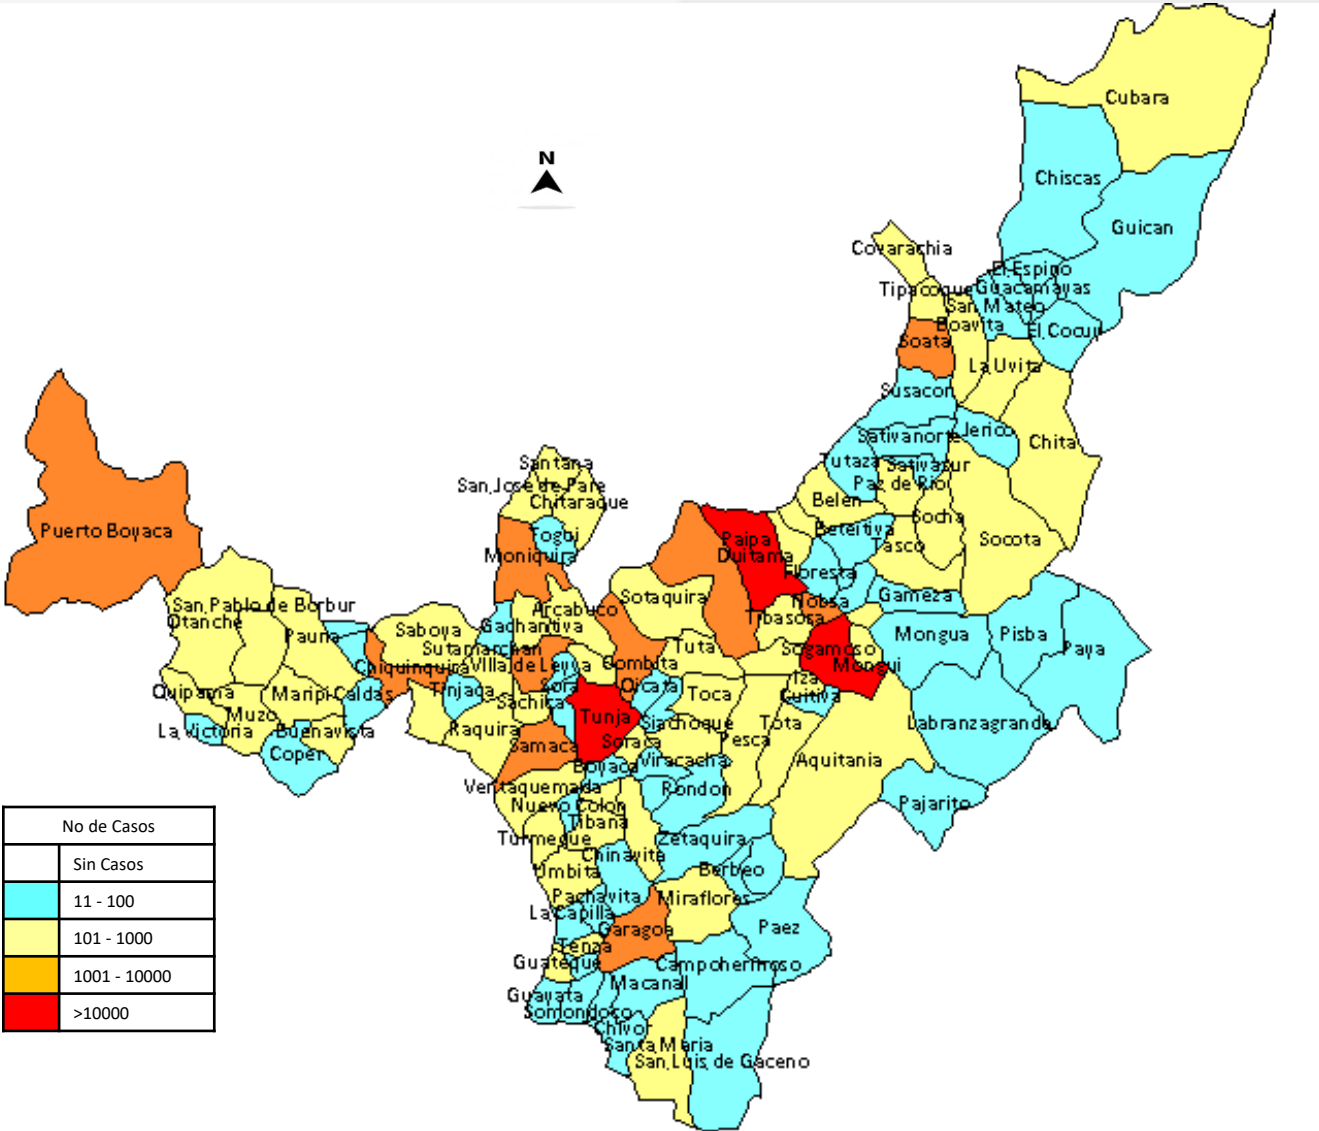 Cubara
N
Chiscas
Guican
Covarachia
El Espino
Tipacoque
Guacamayas
San Mateo
Boavita
El Cocuy
Soata
La Uvita
Susacon
Sativanorte
Jerico
Chita
Santana
Tutaza
Sativasur
San Jose de Pare
Paz de Rio
Chitaraque
Belen
Socha
Puerto Boyaca
Togui
Paipa
Beteitiva
Socota
Moniquira
Duitama
Tasco
Floresta
Gameza
San Pablo de Borbur
Sotaquira
Nobsa
Otanche
Arcabuco
Tibasosa
Pauna
Saboya
Gachantiva
Mongua
Pisba
Paya
Sutamarchan
Tuta
Sogamoso
Chiquinquira
VIlla de Leyva
Combita
Mongui
Iza
Quipama
Maripi
Caldas
Tinjaca
Sora
Oicata
Toca
Cuitiva
Sachica
Muzo
Tunja
Siachoque
Tota
Labranzagrande
La Victoria
Buenavista
Raquira
Samaca
Soraca
Pesca
Coper
Boyaca
Viracacha
Aquitania
Ventaquemada
Rondon
Nuevo Colon
Pajarito
Tibana
Turmeque
Zetaquira
Chinavita
Umbita
Berbeo
Pachavita
Miraflores
La Capilla
Garagoa
Paez
Tenza
Guateque
Campohermoso
Macanal
Guayata
Somondoco
Chivor
Santa Maria
San Luis de Gaceno
No de Casos
Sin Casos
11 - 100
101 - 1000
1001 - 10000
>10000